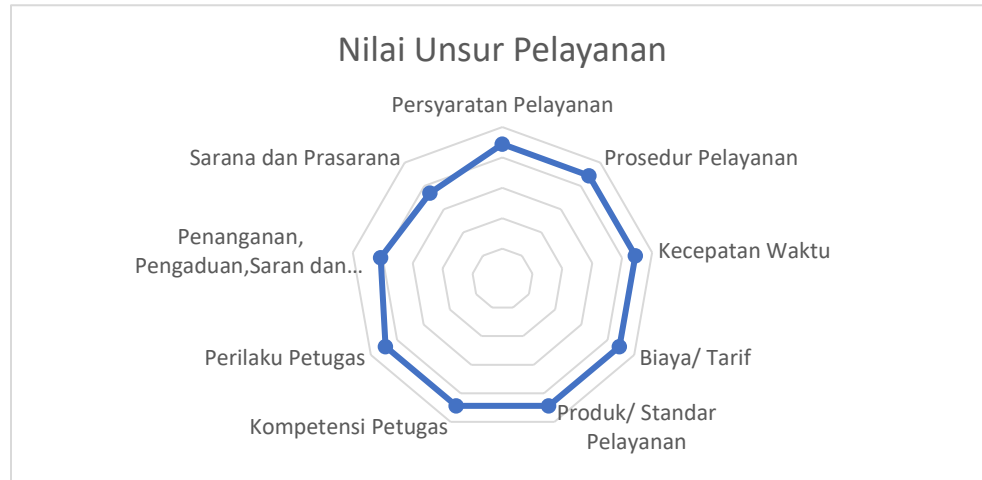 Nilai Unsur Pelayanan
Persyaratan Pelayanan
Prosedur Pelayanan
Kecepatan Waktu
Biaya/ Tarif
Produk/ Standar
Pelayanan
Kompetensi Petugas
Perilaku Petugas
Penanganan,
Pengaduan,Saran dan...
Sarana dan Prasarana